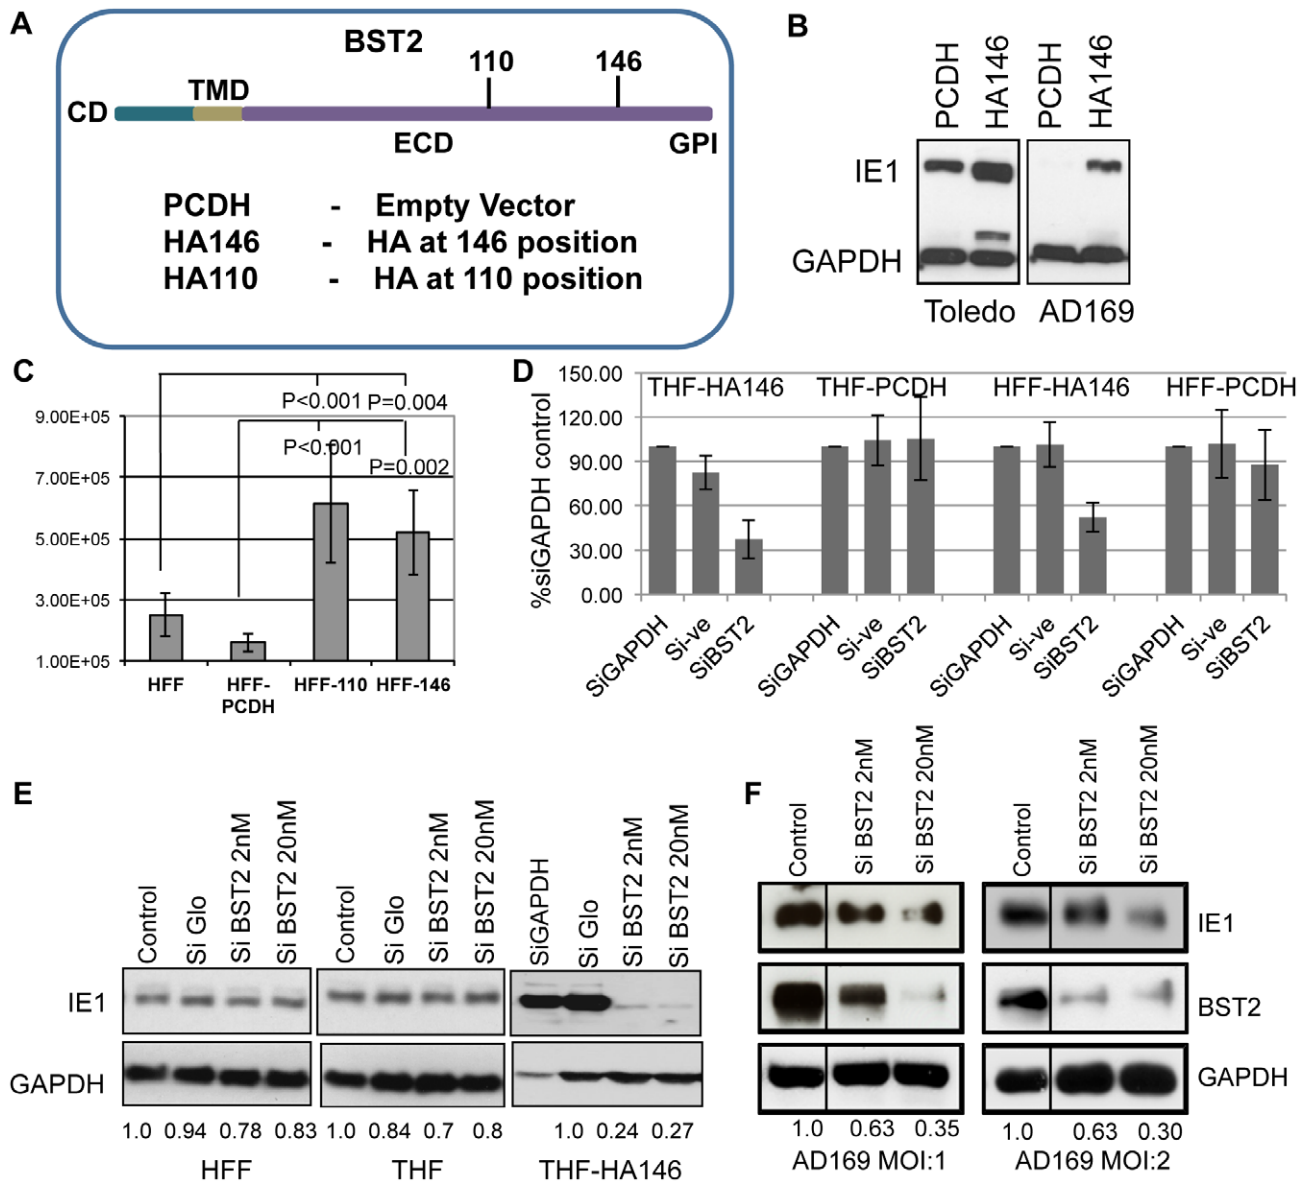 A
BST2
110
146
TMD
CD
ECD
GPI
PCDH - Empty Vector
HA146 - HA at 146 position
HA110 - HA at 110 position
B
PCDH
HA146
PCDH
HA146
IE1
GAPDH
Toledo
AD169
C
P<0.001 P=0.004
P<0.001
P=0.002
9.00E+05
7.00E+05
5.00E+05
3.00E+05
1.00E+05
HFF
HFF-PCDH
HFF-110
HFF-146
D
%siGAPDH control
150.00
120.00
90.00
60.00
30.00
0.00
THF-HA146
THF-PCDH
HFF-HA146
HFF-PCDH
SiGAPDH
Si-ve
SiBST2
SiGAPDH
Si-ve
SiBST2
SiGAPDH
Si-ve
SiBST2
SiGAPDH
Si-ve
SiBST2
E
Control
Si Glo
Si BST2 2nM
Si BST2 20nM
Control
Si Glo
Si BST2 2nM
Si BST2 20nM
SiGAPDH
Si Glo
Si BST2 2nM
Si BST2 20nM
IE1
GAPDH
1.0 0.94 0.78 0.83
1.0 0.84 0.7 0.8
1.0 0.24 0.27
HFF
THF
THF-HA146
F
Control
Si BST2 2nM
Si BST2 20nM
Control
Si BST2 2nM
Si BST2 20nM
IE1
BST2
GAPDH
1.0 0.63 0.35
1.0 0.63 0.30
AD169 MOI:1
AD169 MOI:2